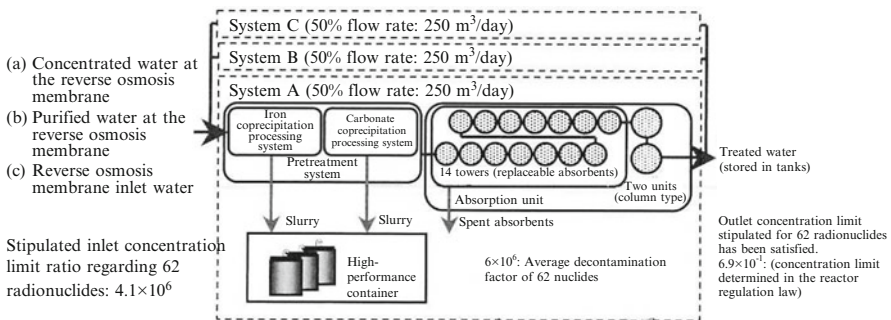 System C (50% flow rate: 250 m³/day)
System B (50% flow rate: 250 m³/day)
System A (50% flow rate: 250 m³/day)
(a) Concentrated water at
the reverse osmosis
membrane
(b) Purified water at the
reverse osmosis
membrane
(c) Reverse osmosis
membrane inlet water
Iron
coprecipitation
processing
system
Carbonate
coprecipitation
processing system
Pretreatment
system
14 towers (replaceable absorbents)
Absorption unit
Two units
(column type)
Treated water
(stored in tanks)
Slurry
Slurry
Spent absorbents
Stipulated inlet concentration
limit ratio regarding 62
radionuclides: 4.1×10⁶
High-
performance
container
6×10⁶: Average decontamination
factor of 62 nuclides
Outlet concentration limit
stipulated for 62 radionuclides
has been satisfied.
6.9×10⁻¹: (concentration limit
determined in the reactor
regulation law)